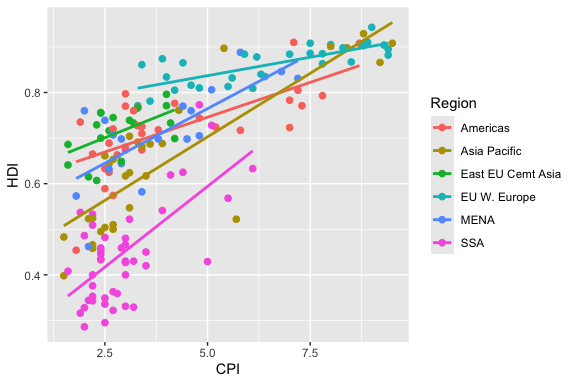 HDI
0.8
0.6
0.4
2.5
5.0
7.5
CPI
Region
Americas
Asia Pacific
East EU Cemt Asia
EU W. Europe
MENA
SSA